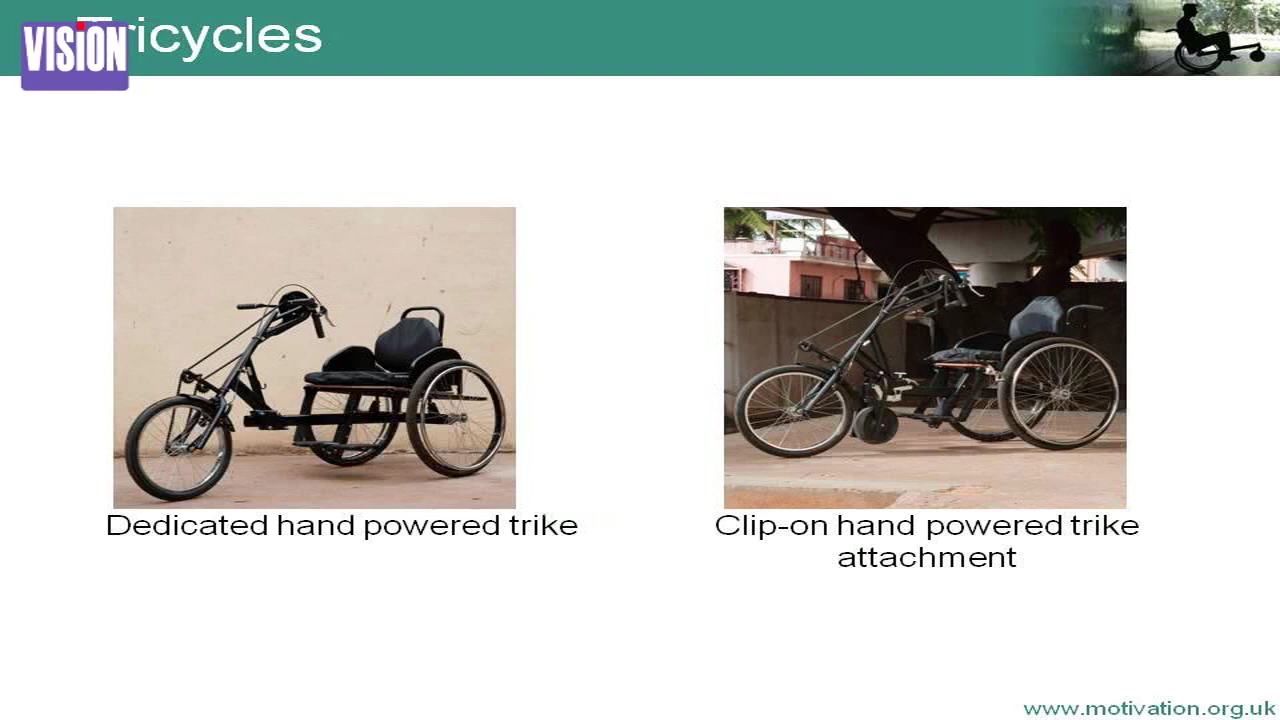 Tricycles
VISION
Dedicated hand powered trike
Clip-on hand powered trike
attachment
www.motivation.org.uk